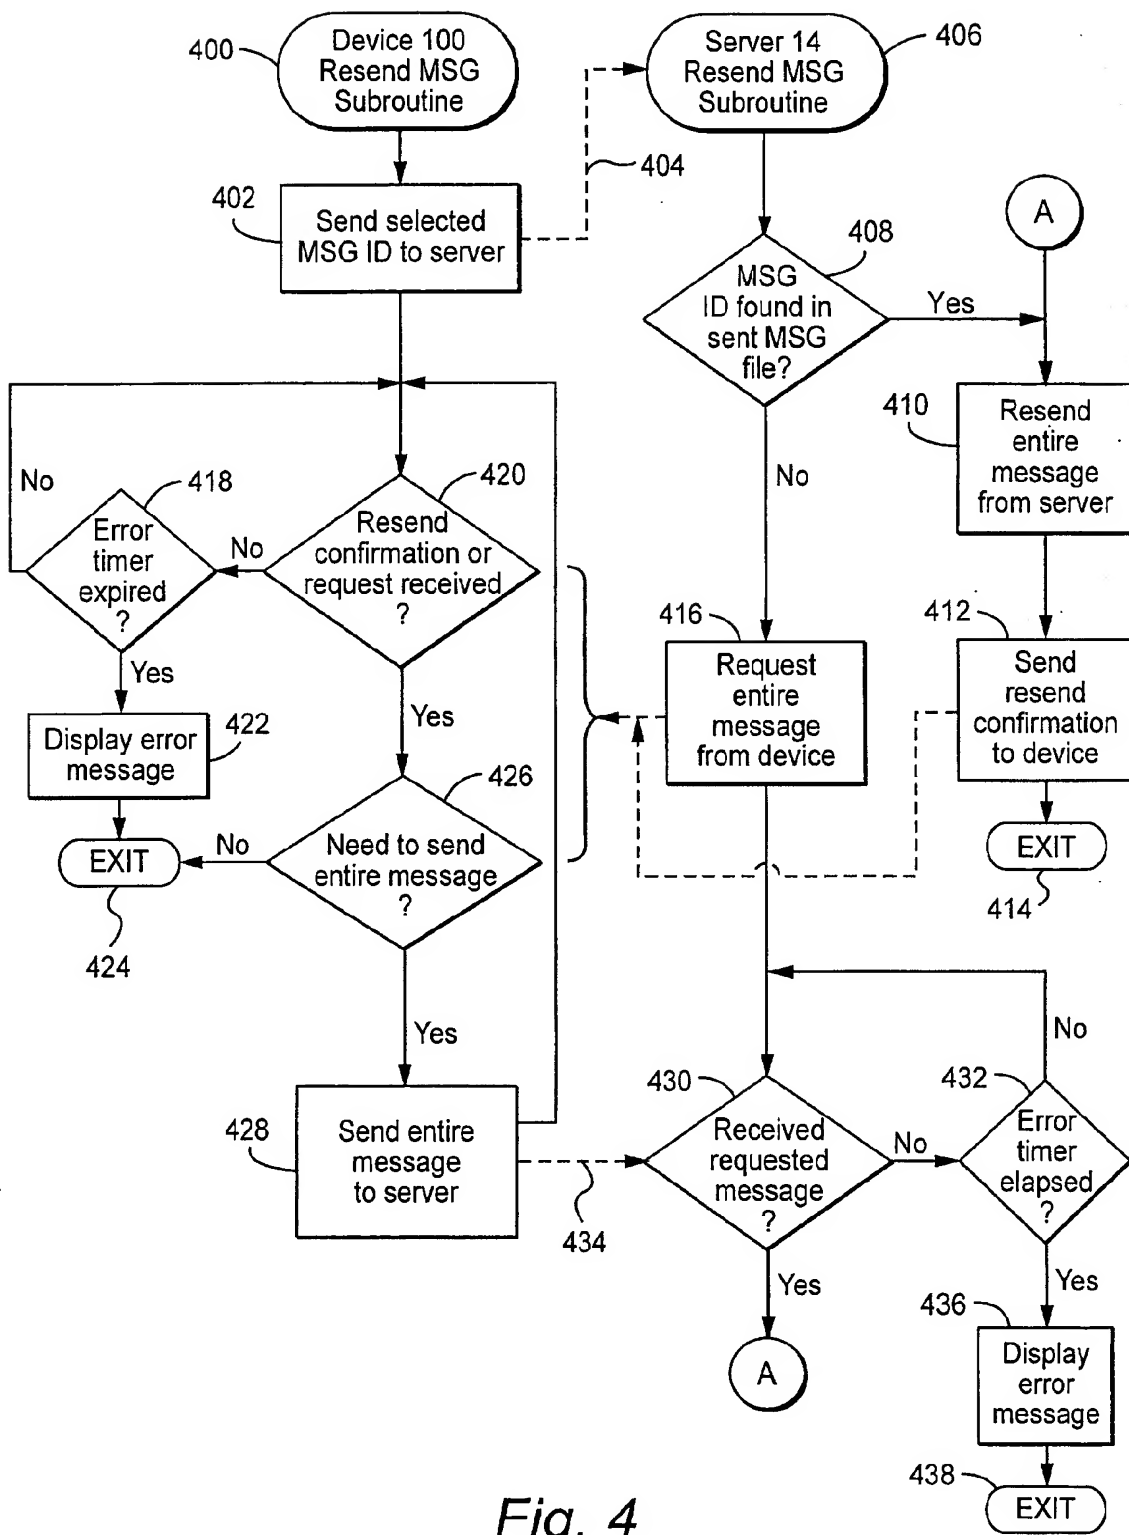 400
Device 100
Resend MSG
Subroutine
Server 14
Resend MSG
Subroutine
406
404
402
Send selected
MSG ID to server
A
408
MSG
ID found in
sent MSG
file?
Yes
No
410
Resend
entire
message
from server
No
418
Error
timer
expired
?
No
420
Resend
confirmation or
request received
?
Yes
Yes
416
Request
entire
message
from device
412
Send
resend
confirmation
to device
Display error
message
422
426
Need to send
entire message
?
No
EXIT
424
EXIT
414
Yes
No
428
Send entire
message
to server
434
430
Received
requested
message
?
No
432
Error
timer
elapsed
?
Yes
Yes
A
436
Display
error
message
438
EXIT
Fig. 4